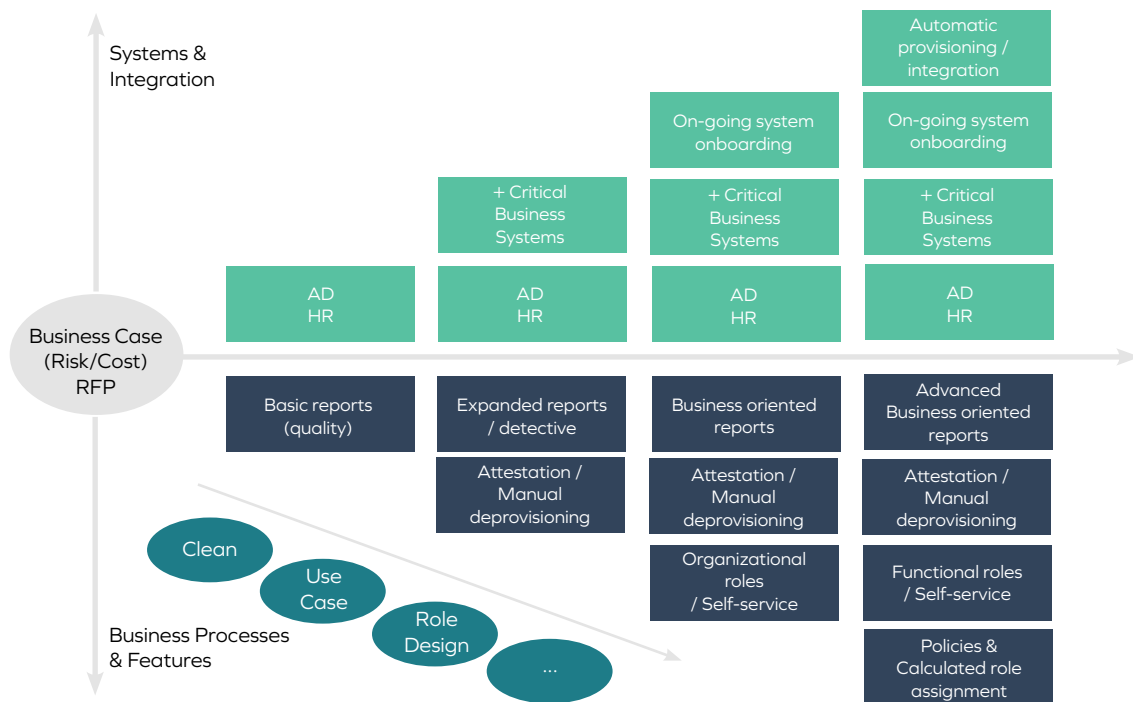 Systems &
Integration
Automatic
provisioning /
integration
On-going system
onboarding
On-going system
onboarding
+ Critical
Business
Systems
+ Critical
Business
Systems
+ Critical
Business
Systems
AD
HR
AD
HR
AD
HR
AD
HR
Business Case
(Risk/Cost)
RFP
Basic reports
(quality)
Expanded reports
/ detective
Business oriented
reports
Advanced
Business oriented
reports
Attestation /
Manual
deprovisioning
Attestation /
Manual
deprovisioning
Attestation /
Manual
deprovisioning
Organizational
roles
/ Self-service
Functional roles
/ Self-service
Policies &
Calculated role
assignment
Clean
Use
Case
Role
Design
...
Business Processes
& Features